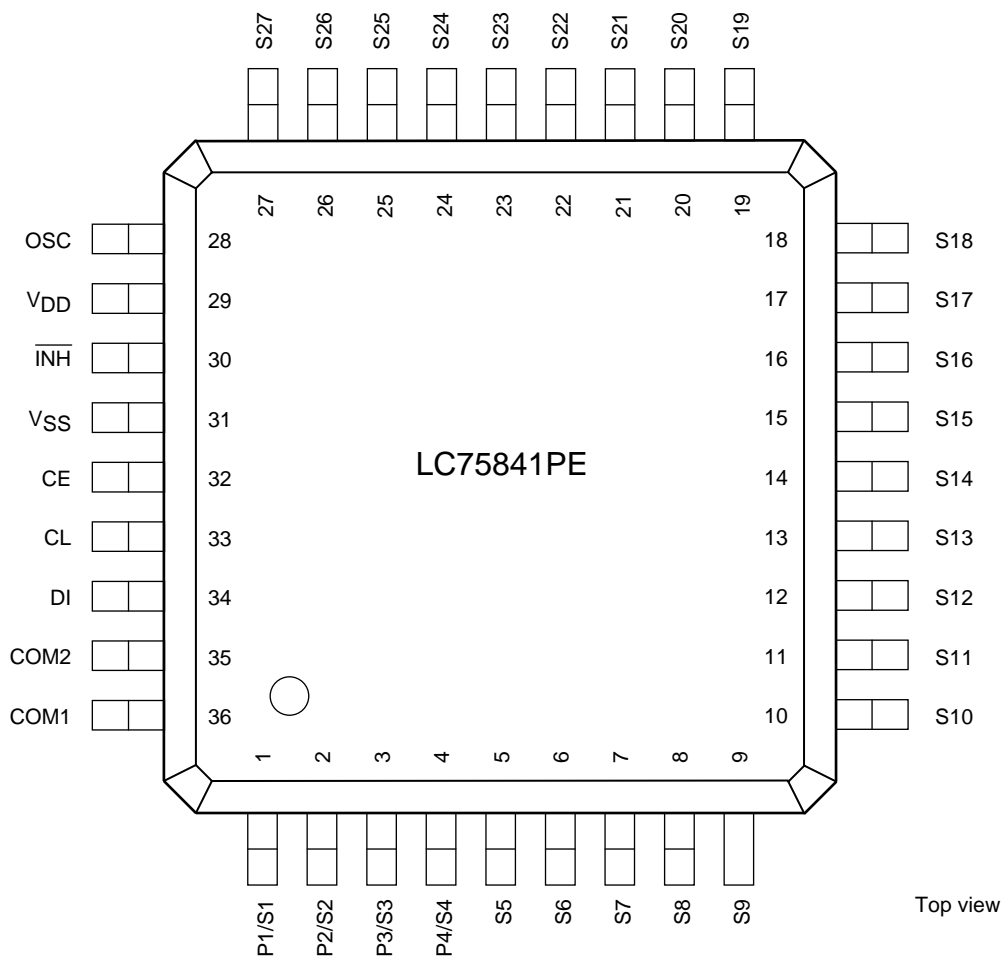 S27 S26 S25 S24 S23 S22 S21 S20 S19
27 26 25 24 23 22 21 20 19
OSC 28 18 S18
VDD 29 17 S17
INH 30 16 S16
VSS 31 15 S15
LC75841PE
CE 32 14 S14
CL 33 13 S13
DI 34 12 S12
COM2 35 11 S11
COM1 36 10 S10
1 2 3 4 5 6 7 8 9
P1/S1 P2/S2 P3/S3 P4/S4 S5 S6 S7 S8 S9
Top view